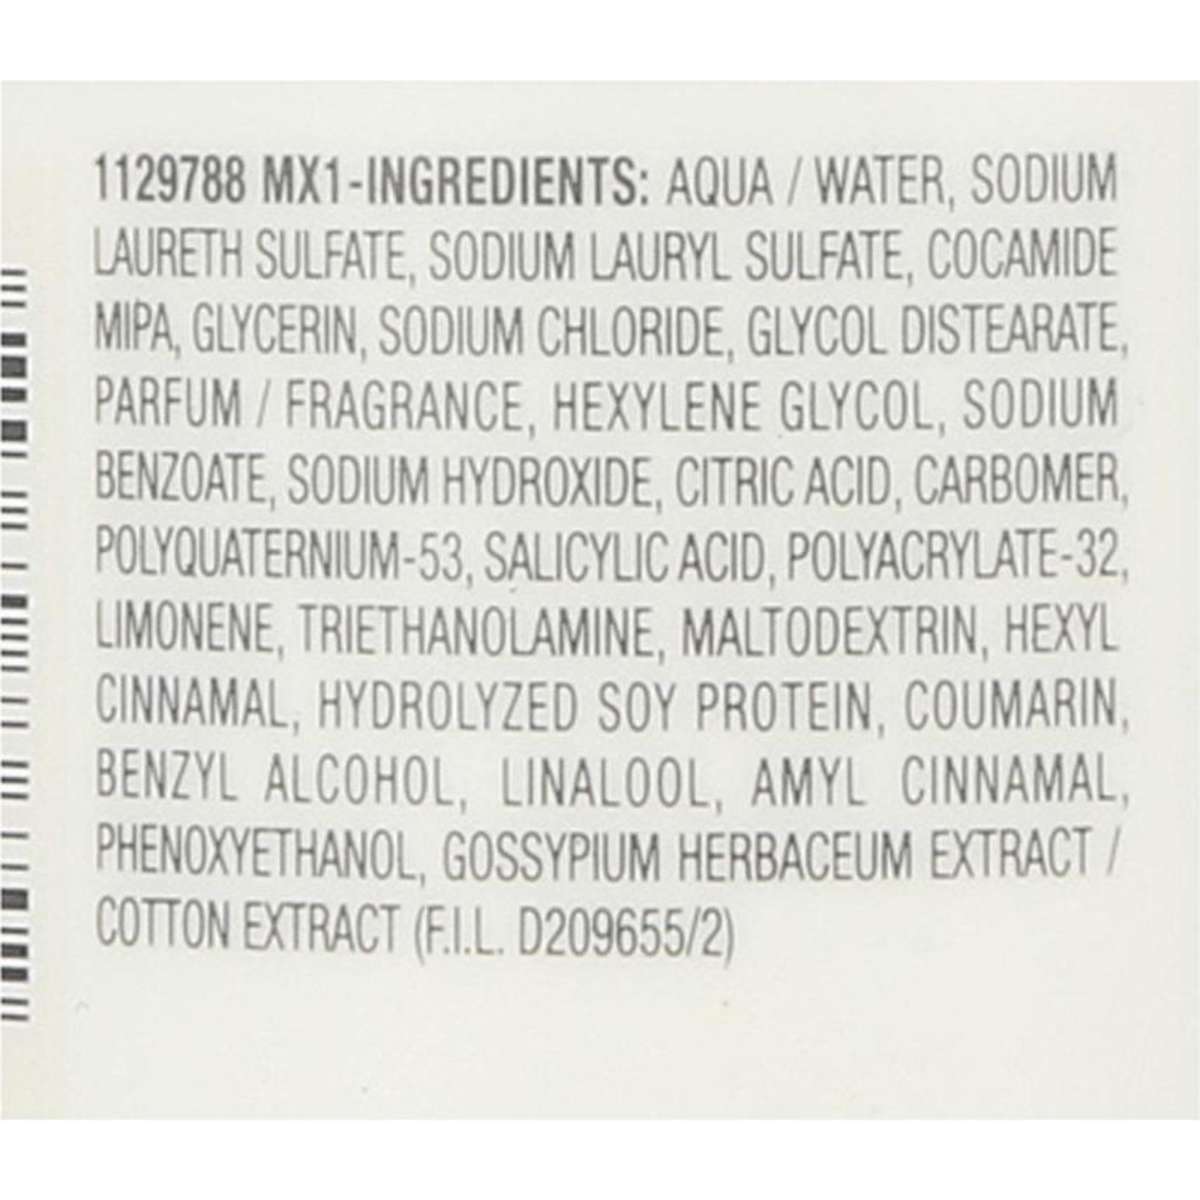 1129788 MX1-INGREDIENTS: AQUA / WATER, SODIUM
LAURETH SULFATE, SODIUM LAURYL SULFATE, COCAMIDE
MIPA, GLYCERIN, SODIUM CHLORIDE, GLYCOL DISTEARATE,
PARFUM / FRAGRANCE, HEXYLENE GLYCOL, SODIUM
BENZOATE, SODIUM HYDROXIDE, CITRIC ACID, CARBOMER,
POLYQUATERNIUM-53, SALICYLIC ACID, POLYACRYLATE-32,
LIMONENE, TRIETHANOLAMINE, MALTODEXTRIN, HEXYL
CINNAMAL, HYDROLYZED SOY PROTEIN, COUMARIN,
BENZYL ALCOHOL, LINALOOL, AMYL CINNAMAL,
PHENOXYETHANOL, GOSSYPIUM HERBACEUM EXTRACT /
COTTON EXTRACT (F.I.L. D209655/2)